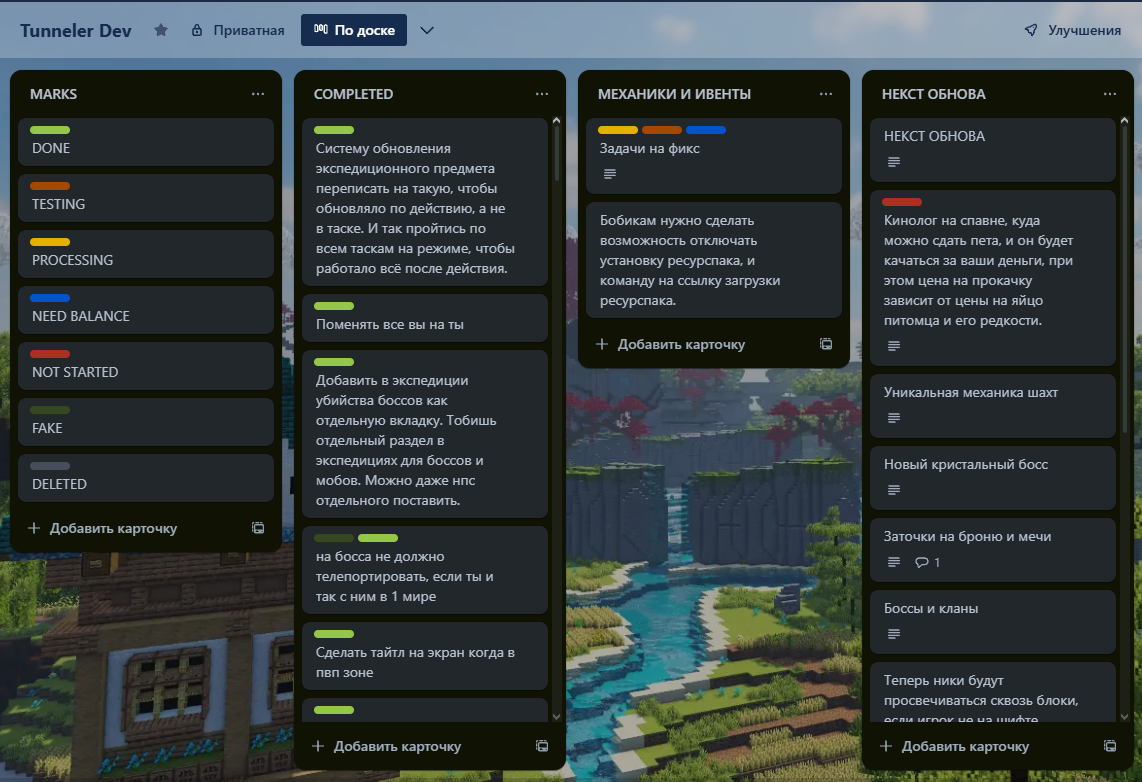 Tunneler Dev
Приватная
По доске
Улучшения
MARKS
DONE
TESTING
PROCESSING
NEED BALANCE
NOT STARTED
FAKE
DELETED
Добавить карточку
COMPLETED
Систему обновления
экспедиционного предмета
переписать на такую, чтобы
обновляло по действию, а не
в таске. И так пройтись по
всем таскам на режиме, чтобы
работало всё после действия.
Поменять все вы на ты
Добавить в экспедиции
убийства боссов как
отдельную вкладку. Тобишь
отдельный раздел в
экспедициях для боссов и
мобов. Можно даже нпс
отдельного поставить.
на босса не должно
телепортировать, если ты и
так с ним в 1 мире
Сделать тайтл на экран когда в
пвп зоне
Добавить карточку
МЕХАНИКИ И ИВЕНТЫ
Задачи на фикс
Бобикам нужно сделать
возможность отключать
установку ресурспака, и
команду на ссылку загрузки
ресурспака.
Добавить карточку
НЕКСТ ОБНОВА
НЕКСТ ОБНОВА
Кинолог на спавне, куда
можно сдать пета, и он будет
качаться за ваши деньги, при
этом цена на прокачку
зависит от цены на яйцо
питомца и его редкости.
Уникальная механика шахт
Новый кристальный босс
Заточки на броню и мечи
1
Боссы и кланы
Теперь ники будут
просвечиваться сквозь блоки,
если игрок не на шифте
Добавить карточку